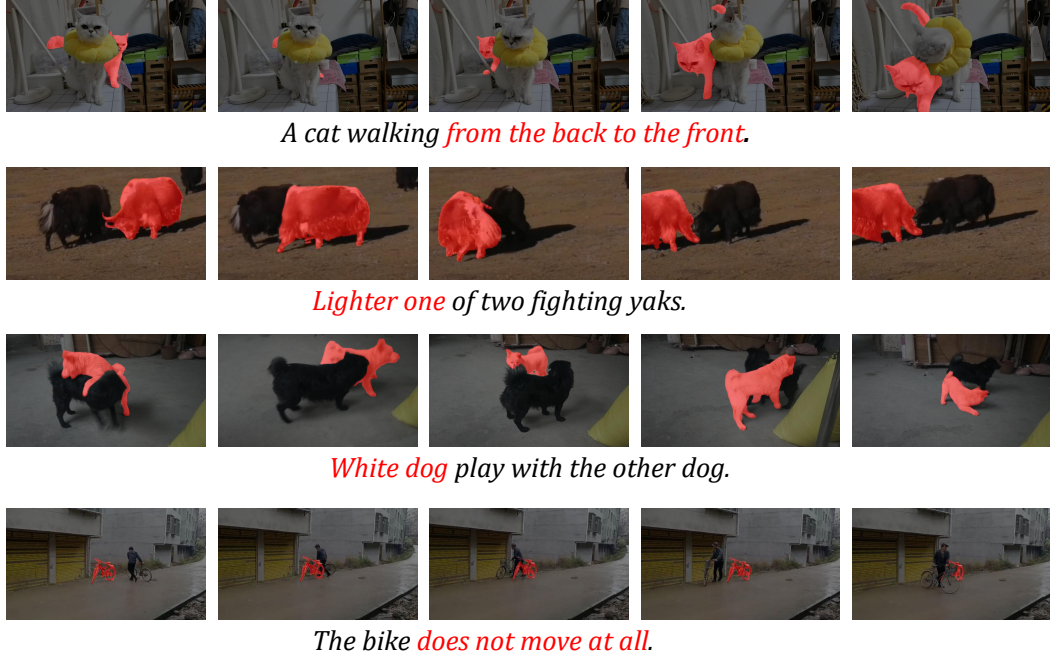 A cat walking from the back to the front.
Lighter one of two fighting yaks.
White dog play with the other dog.
The bike does not move at all.